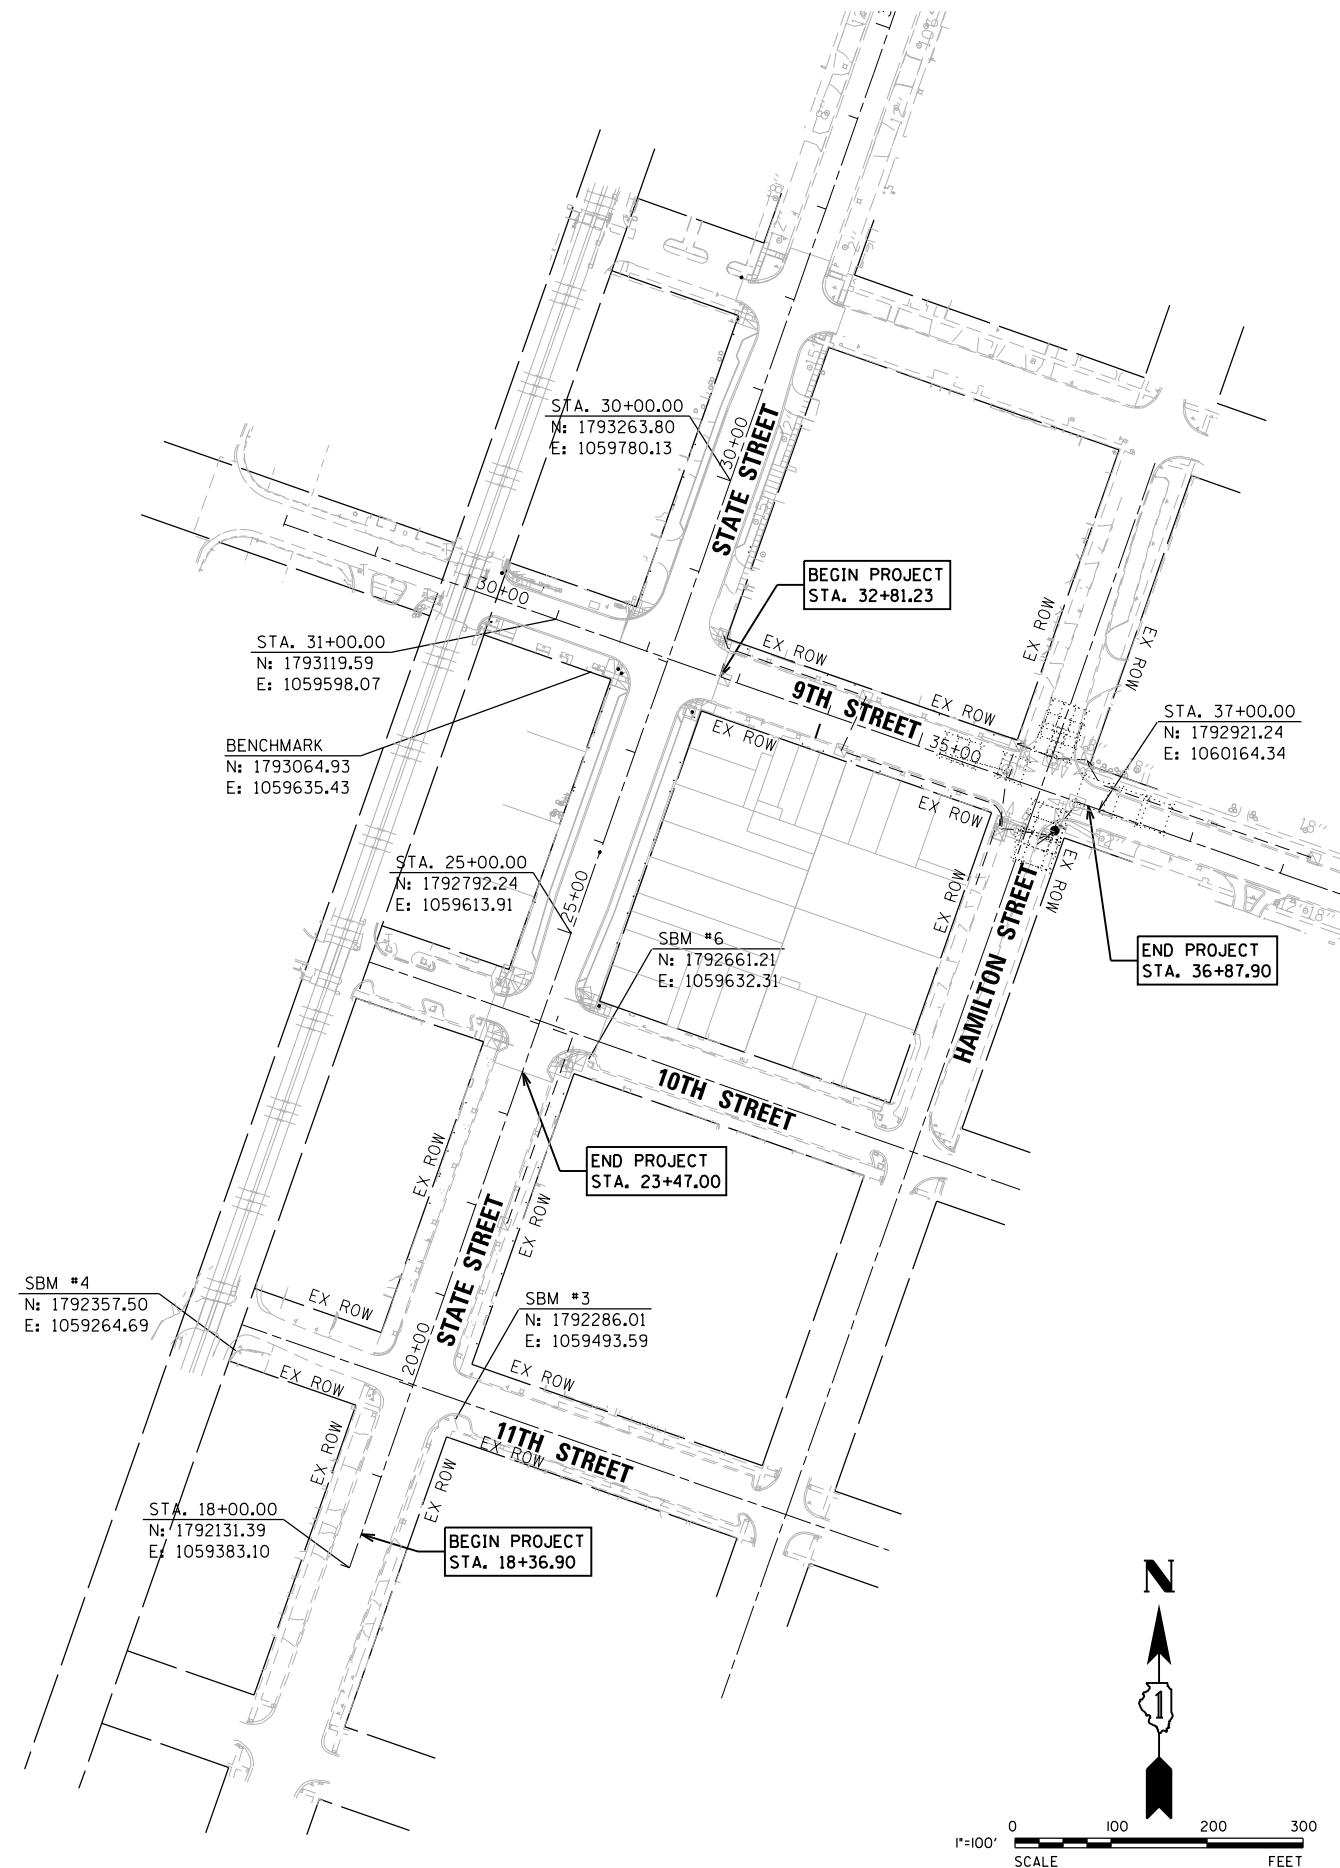 STA. 30+00.00
N: 1793263.80
E: 1059780.13
30+00
STATE STREET
BEGIN PROJECT
STA. 32+81.23
30+00
STA. 31+00.00
N: 1793119.59
E: 1059598.07
EX ROW
EX ROW
EX ROW
EX ROW
9TH STREET
EX ROW
35+00
STA. 37+00.00
N: 1792921.24
E: 1060164.34
BENCHMARK
N: 1793064.93
E: 1059635.43
EX ROW
18"
STA. 25+00.00
N: 1792792.24
E: 1059613.91
25+00
EX ROW
EX ROW
HAMILTON STREET
12" 18"
SBM #6
N: 1792661.21
E: 1059632.31
END PROJECT
STA. 36+87.90
10TH STREET
END PROJECT
STA. 23+47.00
EX ROW
EX ROW
STATE STREET
SBM #4
N: 1792357.50
E: 1059264.69
EX ROW
SBM #3
N: 1792286.01
E: 1059493.59
20+00
EX ROW
EX ROW
11TH STREET
EX ROW
EX ROW
EX ROW
STA. 18+00.00
N: 1792131.39
E: 1059383.10
BEGIN PROJECT
STA. 18+36.90
N
1
0 100 200 300
1"=100'
SCALE FEET